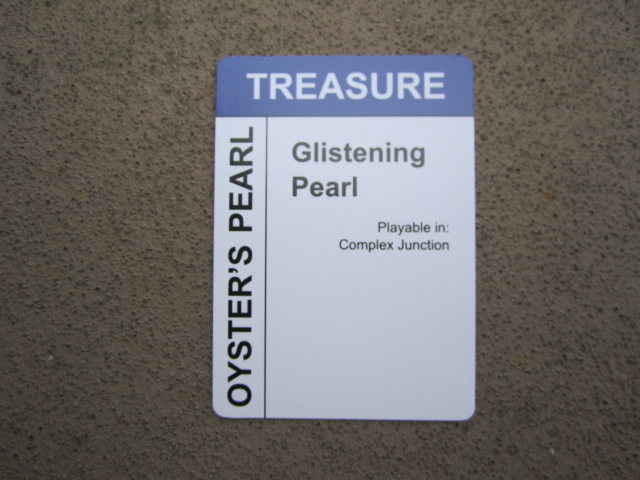 TREASURE
OYSTER'S PEARL
Glistening
Pearl
Playable in:
Complex Junction